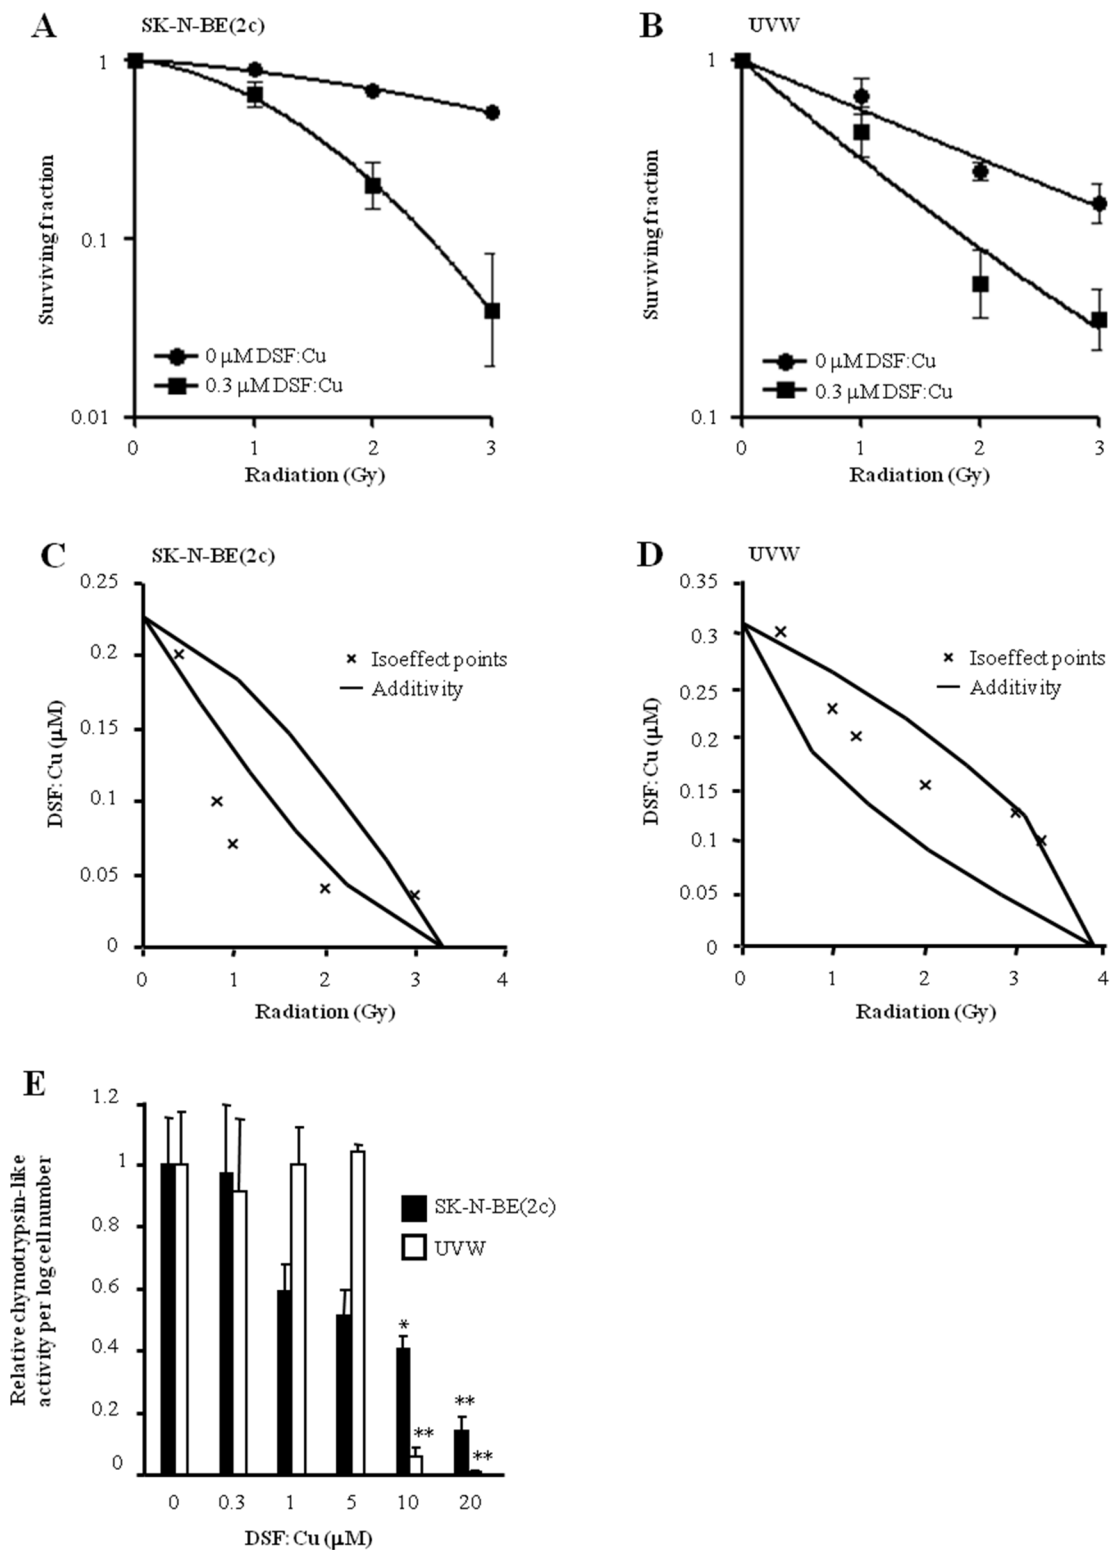 A
SK-N-BE(2c)
1
0.1
0.01
Surviving fraction
0 µM DSF:Cu
0.3 µM DSF:Cu
0 1 2 3
Radiation (Gy)
B
UVW
1
0.1
Surviving fraction
0 µM DSF:Cu
0.3 µM DSF:Cu
0 1 2 3
Radiation (Gy)
C
SK-N-BE(2c)
0.25
0.2
0.15
0.1
0.05
0
DSF: Cu (µM)
Isoeffect points
Additivity
0 1 2 3 4
Radiation (Gy)
D
UVW
0.35
0.3
0.25
0.2
0.15
0.1
0.05
0
DSF: Cu (µM)
Isoeffect points
Additivity
0 1 2 3 4
Radiation (Gy)
E
1.2
1
0.8
0.6
0.4
0.2
0
Relative chymotrypsin-like
activity per log cell number
SK-N-BE(2c)
UVW
*
**
**
**
0 0.3 1 5 10 20
DSF: Cu (µM)